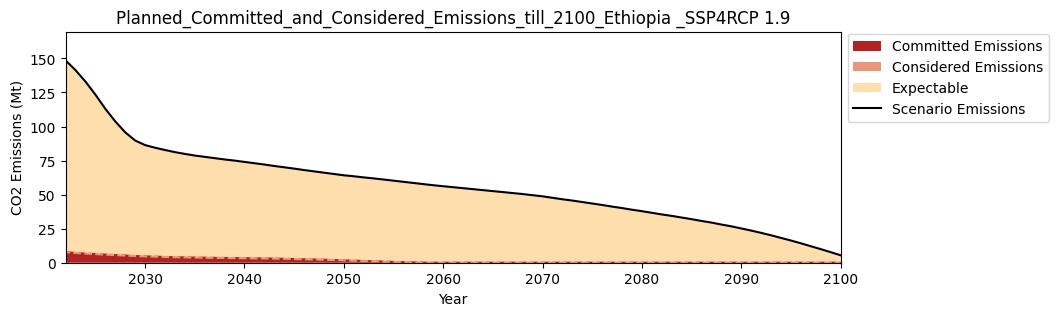 Planned_Committed_and_Considered_Emissions_till_2100_Ethiopia _SSP4RCP 1.9
CO2 Emissions (Mt)
150
125
100
75
50
25
0
2030 2040 2050 2060 2070 2080 2090 2100
Year
Committed Emissions
Considered Emissions
Expectable
Scenario Emissions